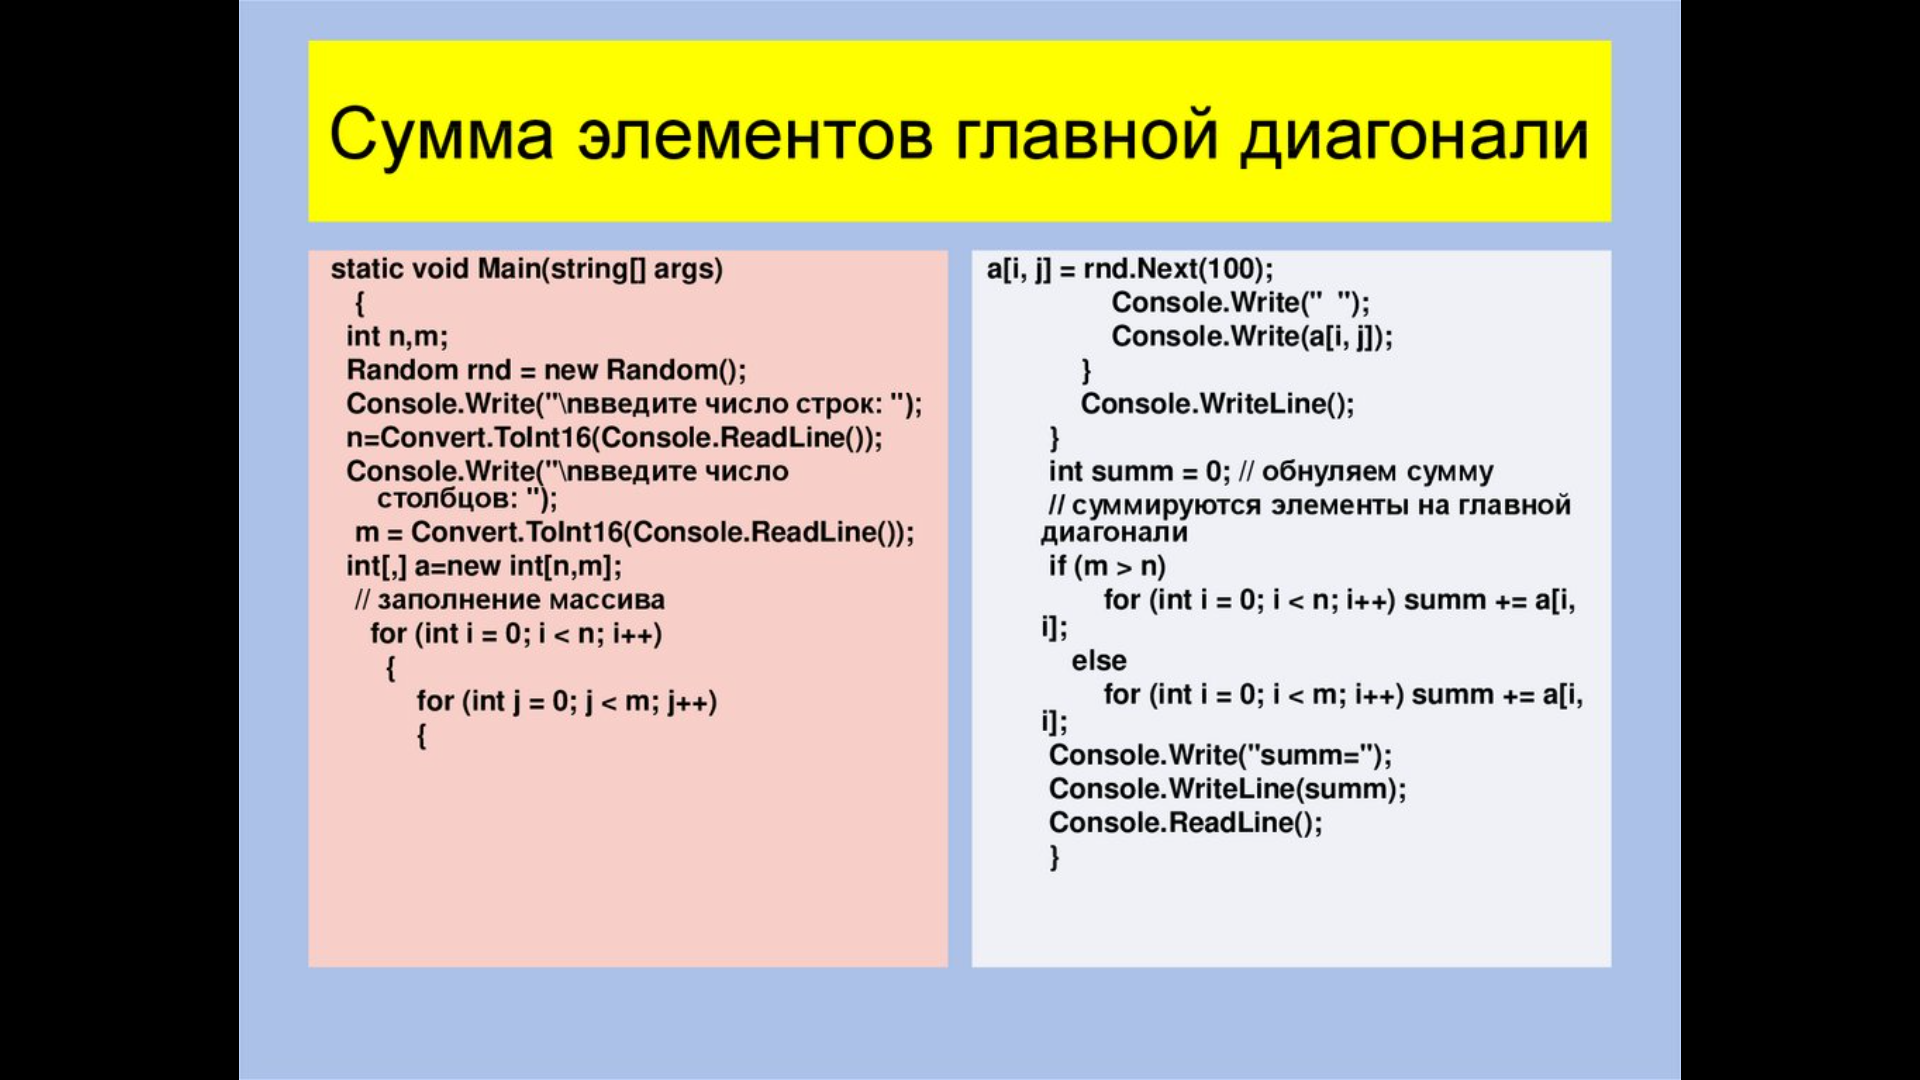 Сумма элементов главной диагонали
static void Main(string[] args)
{
int n,m;
Random rnd = new Random();
Console.Write("\nвведите число строк: ");
n=Convert.ToInt16(Console.ReadLine());
Console.Write("\nвведите число
столбцов: ");
m = Convert.ToInt16(Console.ReadLine());
int[,] a=new int[n,m];
// заполнение массива
for (int i = 0; i < n; i++)
{
for (int j = 0; j < m; j++)
{
a[i, j] = rnd.Next(100);
Console.Write("  ");
Console.Write(a[i, j]);
}
Console.WriteLine();
}
int summ = 0; // обнуляем сумму
// суммируются элементы на главной
диагонали
if (m > n)
for (int i = 0; i < n; i++) summ += a[i,
i];
else
for (int i = 0; i < m; i++) summ += a[i,
i];
Console.Write("summ=");
Console.WriteLine(summ);
Console.ReadLine();
}